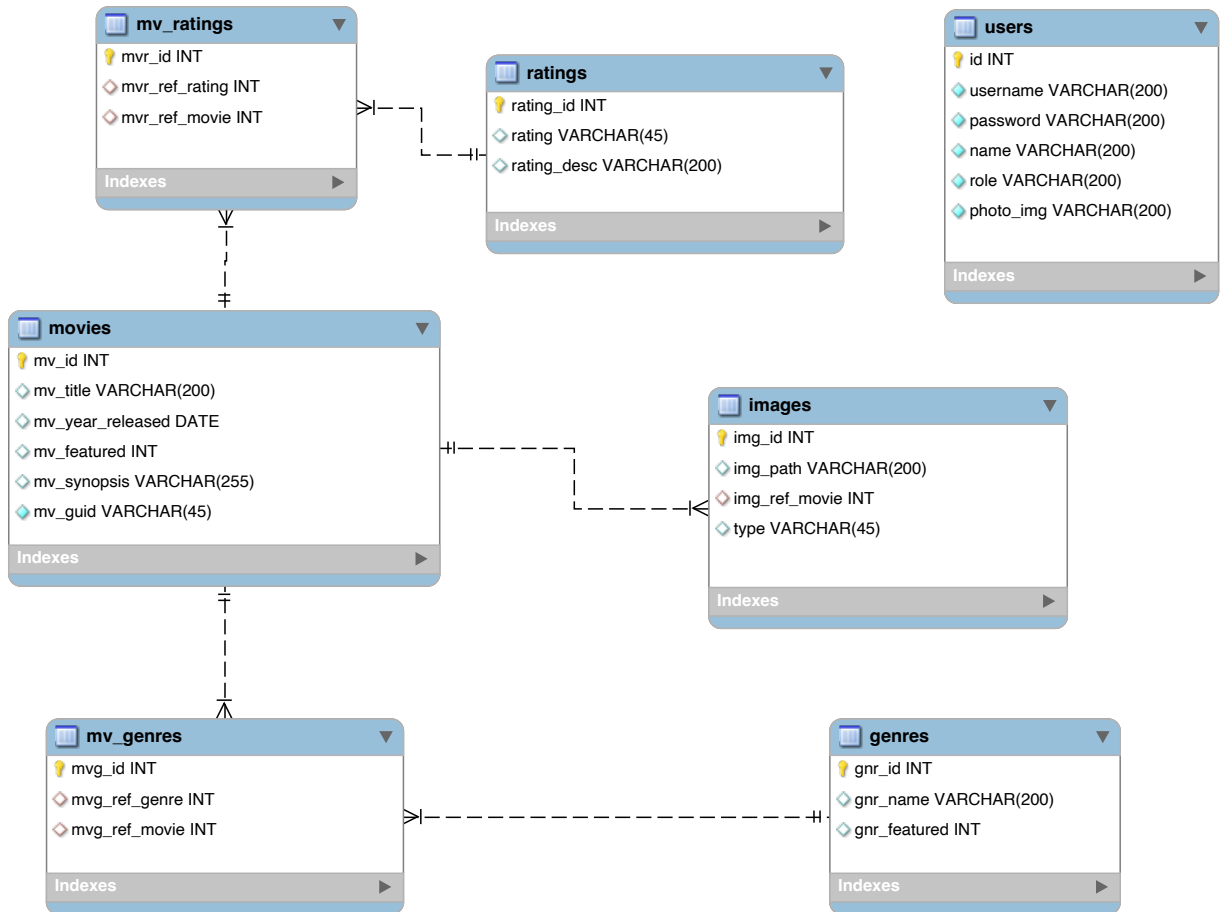 mv_ratings
mvr_id INT
mvr_ref_rating INT
mvr_ref_movie INT
Indexes
ratings
rating_id INT
rating VARCHAR(45)
rating_desc VARCHAR(200)
Indexes
users
id INT
username VARCHAR(200)
password VARCHAR(200)
name VARCHAR(200)
role VARCHAR(200)
photo_img VARCHAR(200)
Indexes
movies
mv_id INT
mv_title VARCHAR(200)
mv_year_released DATE
mv_featured INT
mv_synopsis VARCHAR(255)
mv_guid VARCHAR(45)
Indexes
images
img_id INT
img_path VARCHAR(200)
img_ref_movie INT
type VARCHAR(45)
Indexes
mv_genres
mvg_id INT
mvg_ref_genre INT
mvg_ref_movie INT
Indexes
genres
gnr_id INT
gnr_name VARCHAR(200)
gnr_featured INT
Indexes